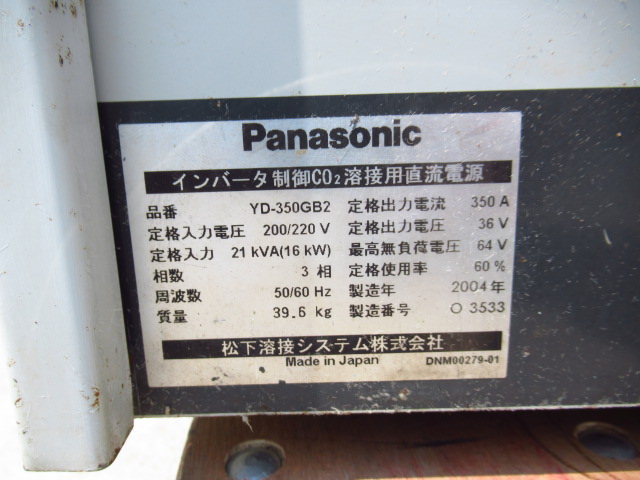 Panasonic
インバータ制御CO₂溶接用直流電源
品番 YD-350GB2 定格出力電流 350 A
定格入力電圧 200/220 V 定格出力電圧 36 V
定格入力 21 kVA(16 kW) 最高無負荷電圧 64 V
相数 3 相 定格使用率 60 %
周波数 50/60 Hz 製造年 2004 年
質量 39.6 kg 製造番号 O 3533
松下溶接システム株式会社
Made in Japan DNM00279-01